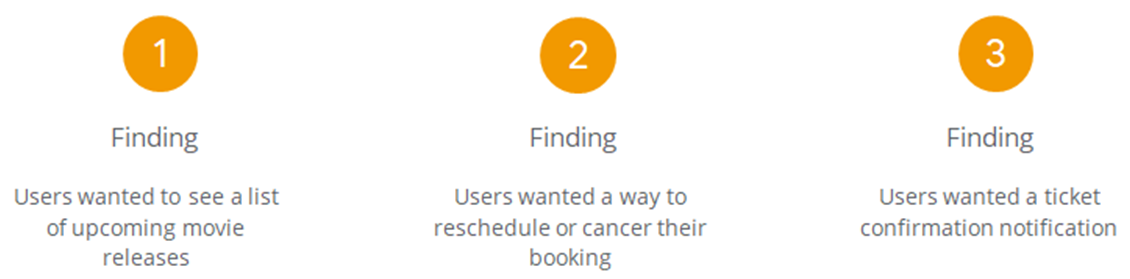 1
Finding
Users wanted to see a list
of upcoming movie
releases
2
Finding
Users wanted a way to
reschedule or cancer their
booking
3
Finding
Users wanted a ticket
confirmation notification